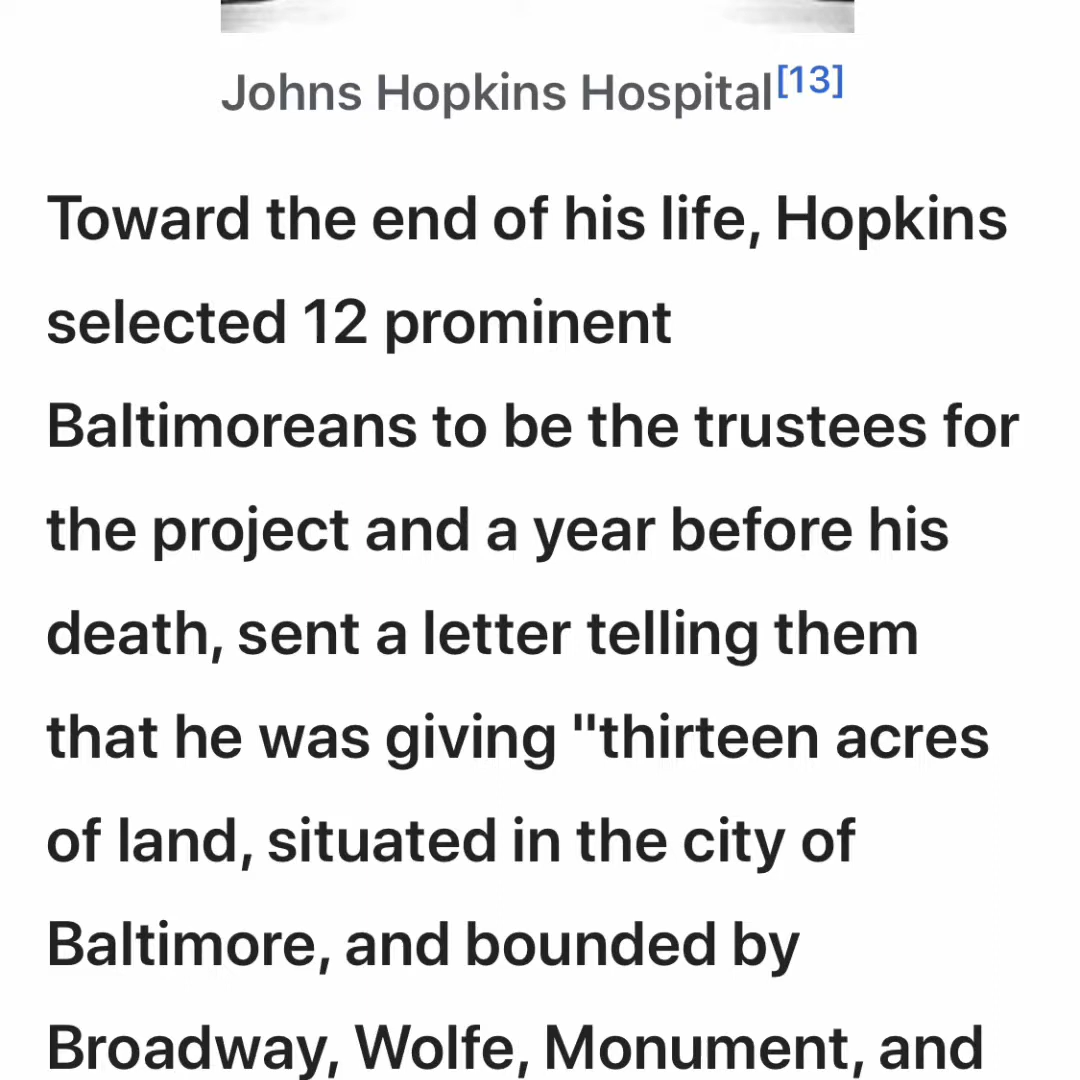 Johns Hopkins Hospital[13]
Toward the end of his life, Hopkins
selected 12 prominent
Baltimoreans to be the trustees for
the project and a year before his
death, sent a letter telling them
that he was giving "thirteen acres
of land, situated in the city of
Baltimore, and bounded by
Broadway, Wolfe, Monument, and